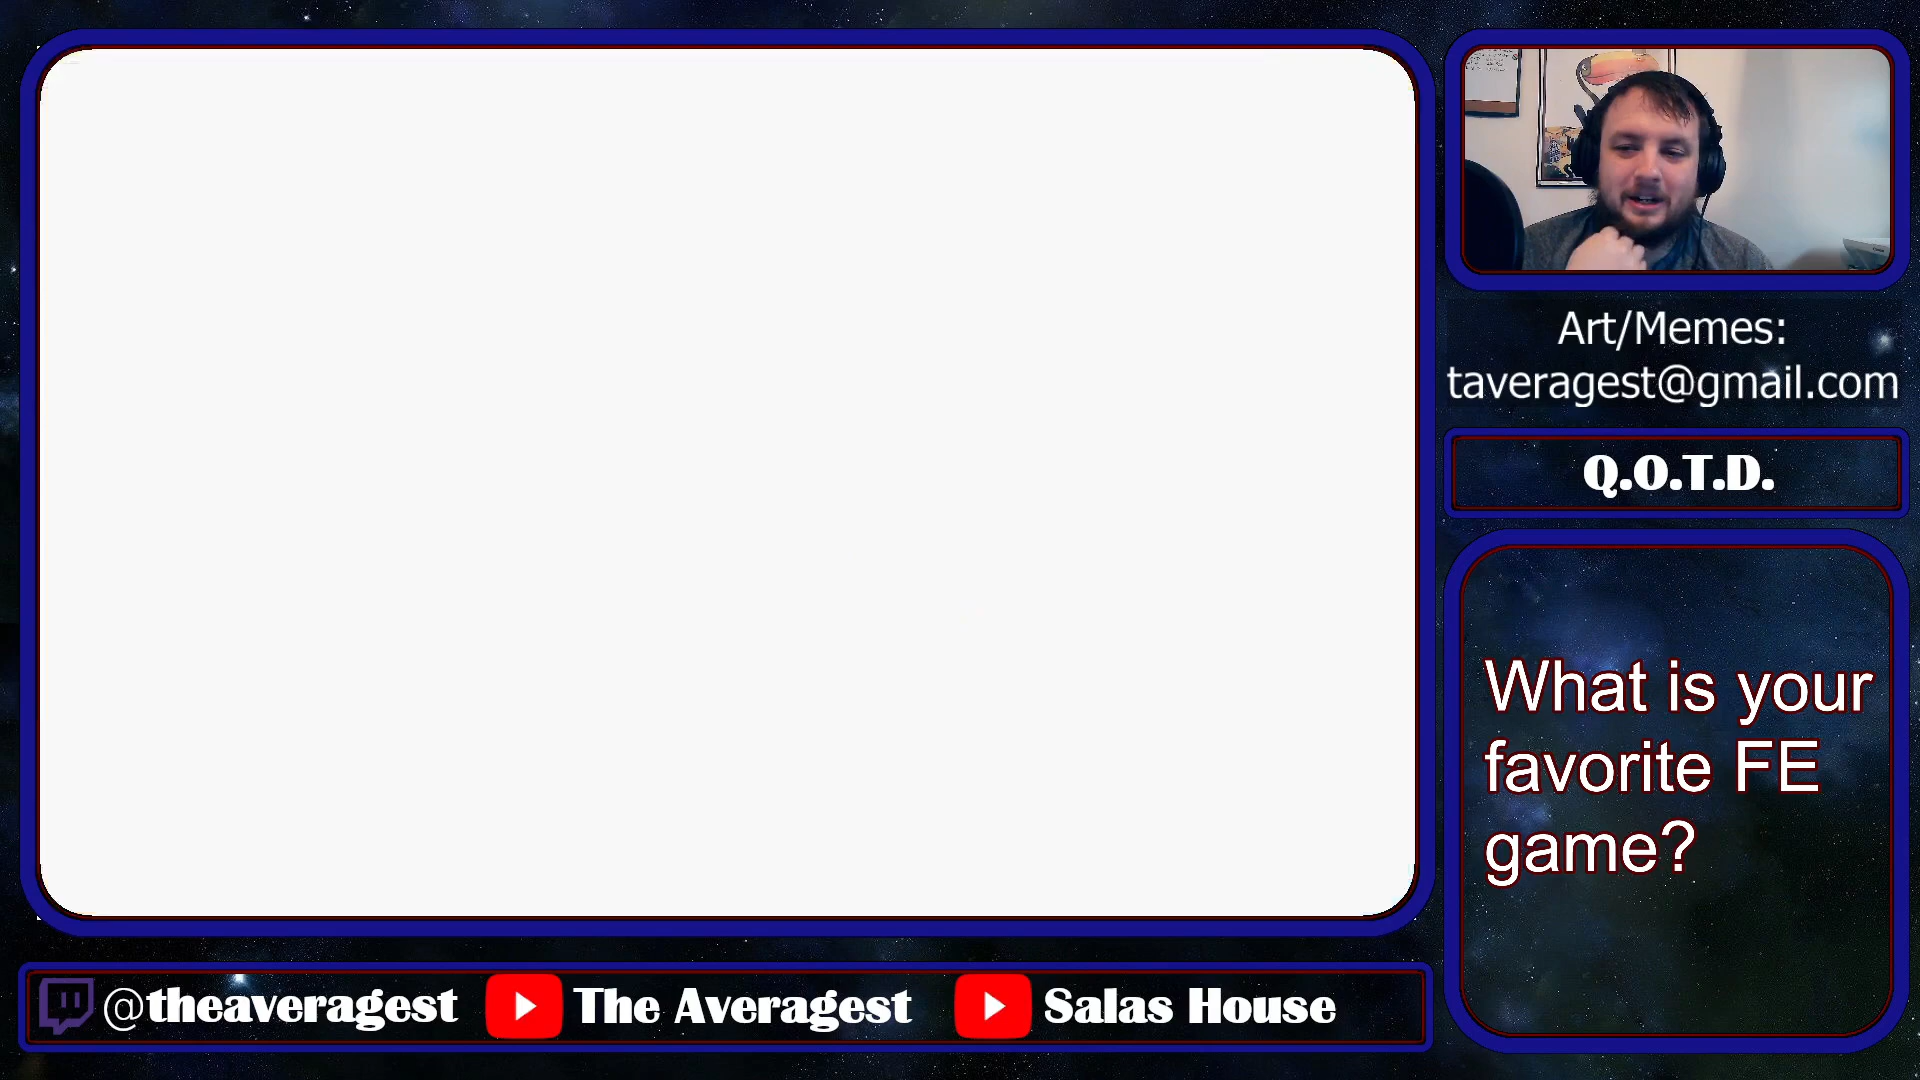 Art/Memes:
taveragest@gmail.com
Q.O.T.D.
What is your
favorite FE
game?
@theaveragest
The Averagest
Salas House